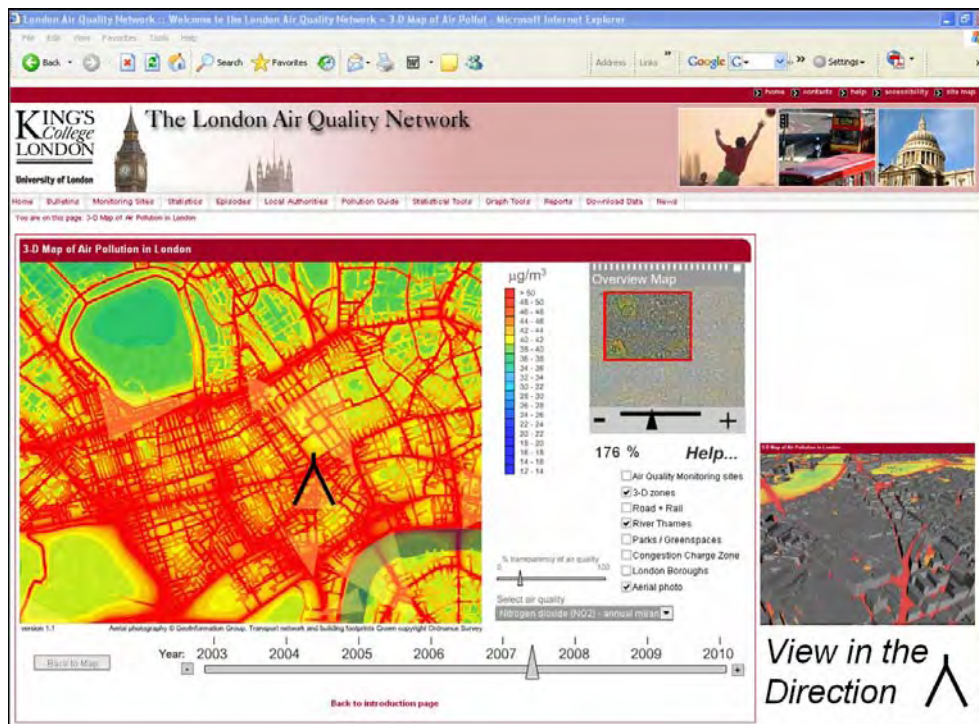 London Air Quality Network :: Welcome to the London Air Quality Network » 3-D Map of Air Pollut - Microsoft Internet Explorer
File Edit View Favorites Tools Help
Back Search Favorites Address Links » Google G » Settings
home contacts help accessibility site map
KING'S
College
LONDON
University of London
The London Air Quality Network
Home Bulletins Monitoring Sites Statistics Episodes Local Authorities Pollution Guide Statistical Tools Graph Tools Reports Download Data News
You are on this page: 3-D Map of Air Pollution in London
3-D Map of Air Pollution in London
µg/m³
> 50
48 - 50
46 - 48
44 - 46
42 - 44
40 - 42
38 - 40
36 - 38
34 - 36
32 - 34
30 - 32
28 - 30
26 - 28
24 - 26
22 - 24
20 - 22
18 - 20
16 - 18
14 - 16
12 - 14
Overview Map
- +
176 % Help...
Air Quality Monitoring sites
3-D zones
Road + Rail
River Thames
Parks / Greenspaces
Congestion Charge Zone
London Boroughs
Aerial photo
% transparency of air quality
0 100
Select air quality
Nitrogen dioxide (NO2) - annual mean
version 1.1 Aerial photography © GeoInformation Group. Transport network and building footprints Crown copyright Ordnance Survey
Year: 2003 2004 2005 2006 2007 2008 2009 2010
- +
Back to Map
Back to introduction page
3-D Map of Air Pollution in London
View in the
Direction